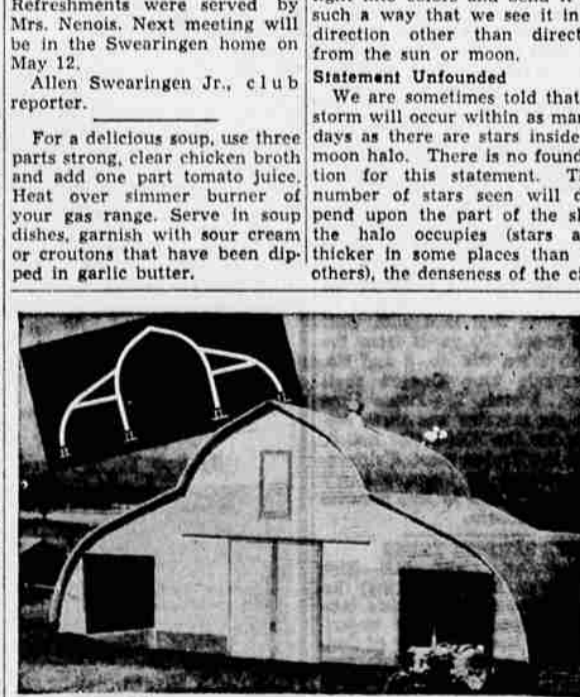 Refreshments were served by
Mrs. Nenois. Next meeting will
be in the Swearingen home on
May 12.
Allen Swearingen Jr., club
reporter.
For a delicious soup, use three
parts strong, clear chicken broth
and add one part tomato juice.
Heat over simmer burner of
your gas range. Serve in soup
dishes, garnish with sour cream
or croutons that have been dip-
ped in garlic butter.
such a way that we see it in
direction other than direct
from the sun or moon.
Statement Unfounded
We are sometimes told that
storm will occur within as ma
days as there are stars inside
moon halo. There is no found
tion for this statement. T
number of stars seen will d
pend upon the part of the s
the halo occupies (stars a
thicker in some places than
others), the denseness of the c